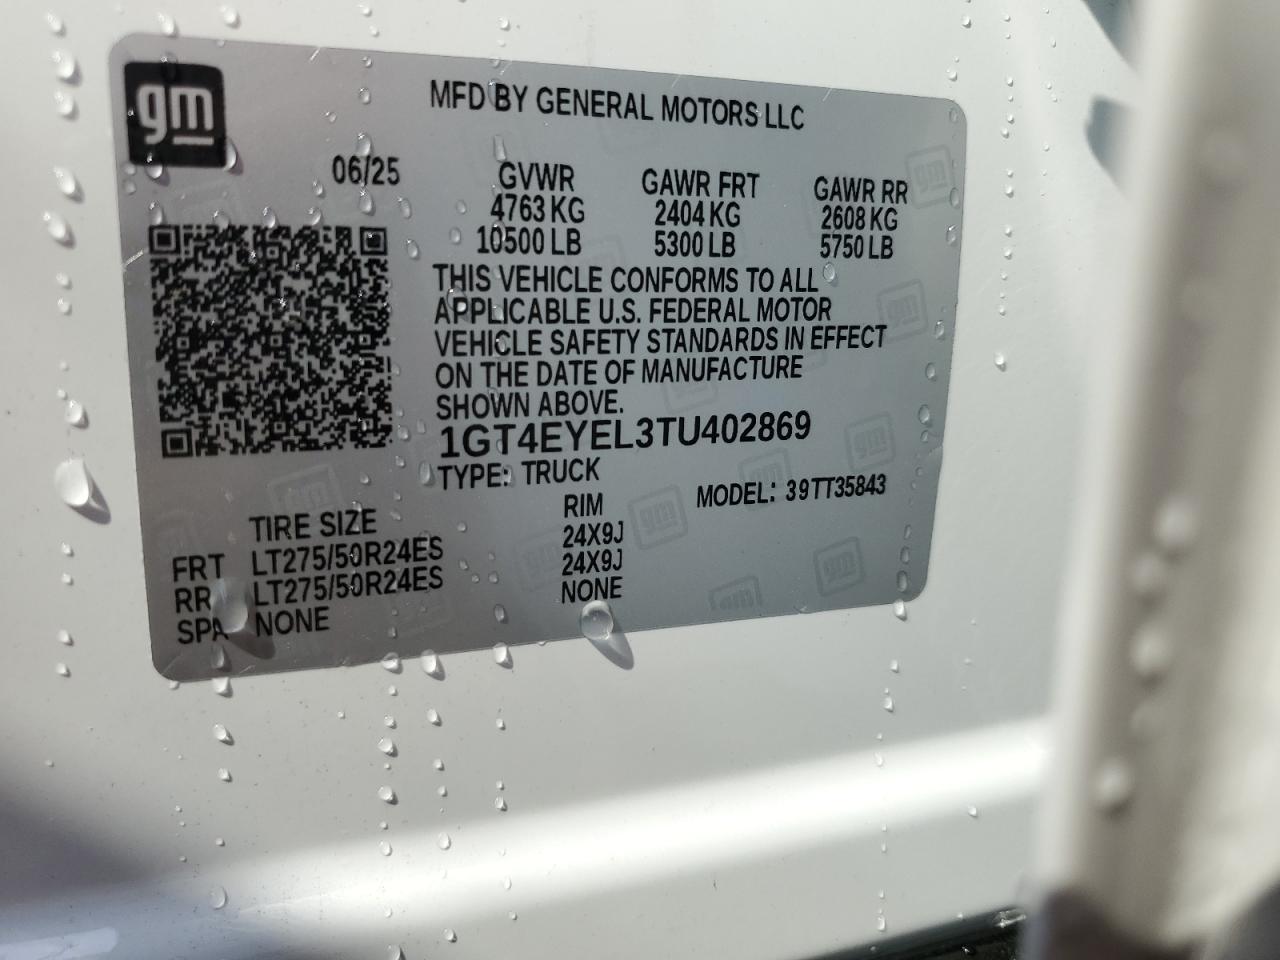 gm
MFD BY GENERAL MOTORS LLC
06/25 GVWR GAWR FRT GAWR RR
4763 KG 2404 KG 2608 KG
10500 LB 5300 LB 5750 LB
THIS VEHICLE CONFORMS TO ALL
APPLICABLE U.S. FEDERAL MOTOR
VEHICLE SAFETY STANDARDS IN EFFECT
ON THE DATE OF MANUFACTURE
SHOWN ABOVE.
1GT4EYEL3TU402869
TYPE: TRUCK MODEL: 39TT35843
TIRE SIZE RIM
FRT LT275/50R24ES 24X9J
RR LT275/50R24ES 24X9J
SPA NONE NONE